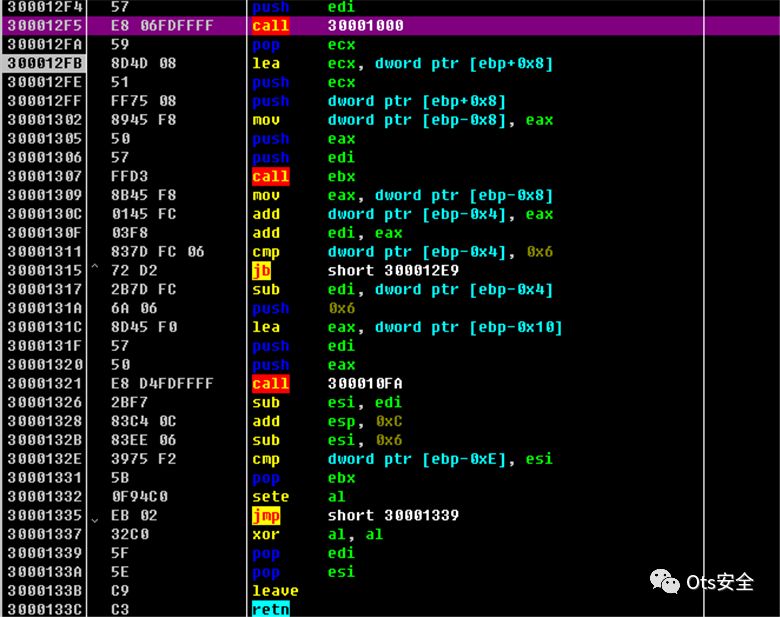 300012F4 57 push edi
300012F5 E8 06FDFFFF call 30001000
300012FA 59 pop ecx
300012FB 8D4D 08 lea ecx, dword ptr [ebp+0x8]
300012FE 51 push ecx
300012FF FF75 08 push dword ptr [ebp+0x8]
30001302 8945 F8 mov dword ptr [ebp-0x8], eax
30001305 50 push eax
30001306 57 push edi
30001307 FFD3 call ebx
30001309 8B45 F8 mov eax, dword ptr [ebp-0x8]
3000130C 0145 FC add dword ptr [ebp-0x4], eax
3000130F 03F8 add edi, eax
30001311 837D FC 06 cmp dword ptr [ebp-0x4], 0x6
30001315 ^ 72 D2 jb short 300012E9
30001317 2B7D FC sub edi, dword ptr [ebp-0x4]
3000131A 6A 06 push 0x6
3000131C 8D45 F0 lea eax, dword ptr [ebp-0x10]
3000131F 57 push edi
30001320 50 push eax
30001321 E8 D4FDFFFF call 300010FA
30001326 2BF7 sub esi, edi
30001328 83C4 0C add esp, 0xC
3000132B 83EE 06 sub esi, 0x6
3000132E 3975 F2 cmp dword ptr [ebp-0xE], esi
30001331 5B pop ebx
30001332 0F94C0 sete al
30001335 EB 02 jmp short 30001339
30001337 32C0 xor al, al
30001339 5F pop edi
3000133A 5E pop esi
3000133B C9 leave
3000133C C3 retn
Ots安全